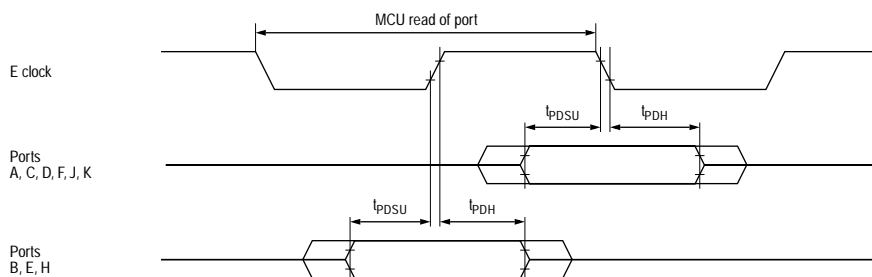 MCU read of port
E clock
tPDSU
tPDH
Ports
A, C, D, F, J, K
tPDSU
tPDH
Ports
B, E, H